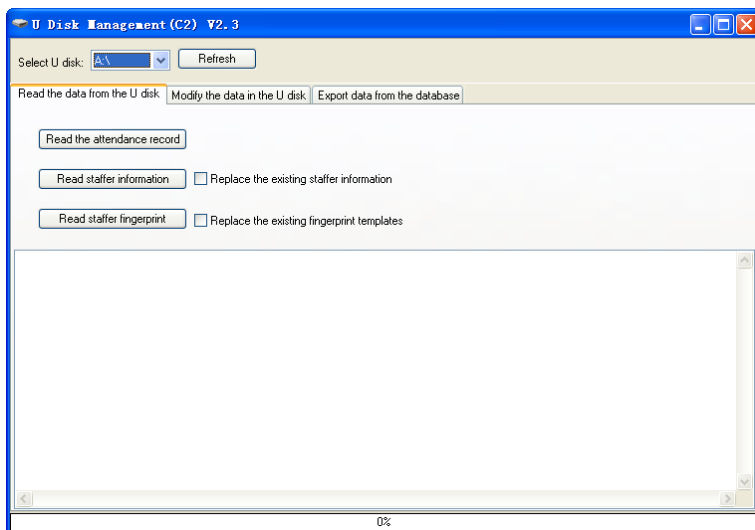 U Disk Management(C2) V2.3
Select U disk: A:\ Refresh
Read the data from the U disk Modify the data in the U disk Export data from the database
Read the attendance record
Read staffer information Replace the existing staffer information
Read staffer fingerprint Replace the existing fingerprint templates
0%